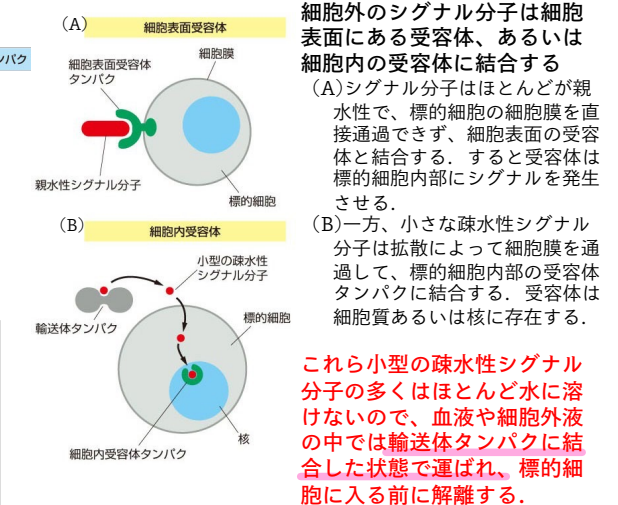 ンパク
(A)
細胞表面受容体
細胞膜
細胞表面受容体
タンパク
親水性シグナル分子
標的細胞
(B)
細胞内受容体
小型の疎水性
シグナル分子
輸送体タンパク
標的細胞
核
細胞内受容体タンパク
細胞外のシグナル分子は細胞
表面にある受容体、あるいは
細胞内の受容体に結合する
(A)シグナル分子はほとんどが親
水性で、標的細胞の細胞膜を直
接通過できず、細胞表面の受容
体と結合する．すると受容体は
標的細胞内部にシグナルを発生
させる．
(B)一方、小さな疎水性シグナル
分子は拡散によって細胞膜を通
過して、標的細胞内部の受容体
タンパクに結合する．受容体は
細胞質あるいは核に存在する．
これら小型の疎水性シグナル
分子の多くはほとんど水に溶
けないので、血液や細胞外液
の中では輸送体タンパクに結
合した状態で運ばれ、標的細
胞に入る前に解離する．